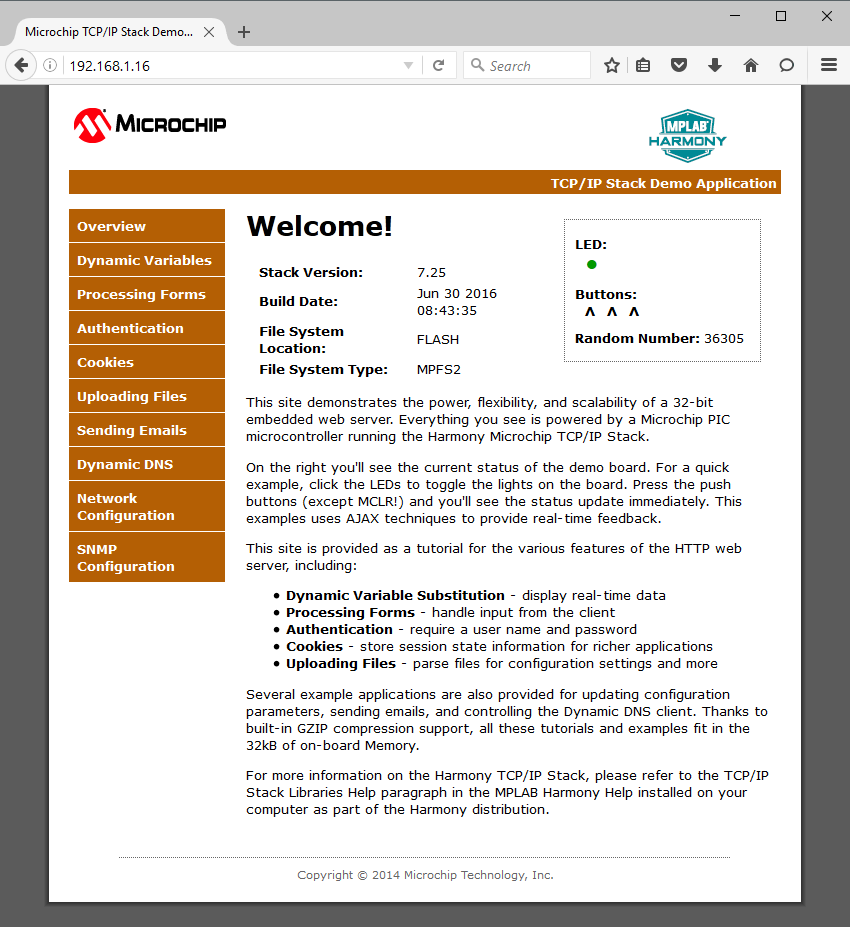 Microchip TCP/IP Stack Demo...
192.168.1.16
Search
MICROCHIP
MPLAB
HARMONY
TCP/IP Stack Demo Application
Overview
Dynamic Variables
Processing Forms
Authentication
Cookies
Uploading Files
Sending Emails
Dynamic DNS
Network
Configuration
SNMP
Configuration
Welcome!
Stack Version: 7.25
Build Date: Jun 30 2016
08:43:35
File System
Location: FLASH
File System Type: MPFS2
LED:
Buttons:
Λ Λ Λ
Random Number: 36305
This site demonstrates the power, flexibility, and scalability of a 32-bit
embedded web server. Everything you see is powered by a Microchip PIC
microcontroller running the Harmony Microchip TCP/IP Stack.
On the right you'll see the current status of the demo board. For a quick
example, click the LEDs to toggle the lights on the board. Press the push
buttons (except MCLR!) and you'll see the status update immediately. This
examples uses AJAX techniques to provide real-time feedback.
This site is provided as a tutorial for the various features of the HTTP web
server, including:
• Dynamic Variable Substitution - display real-time data
• Processing Forms - handle input from the client
• Authentication - require a user name and password
• Cookies - store session state information for richer applications
• Uploading Files - parse files for configuration settings and more
Several example applications are also provided for updating configuration
parameters, sending emails, and controlling the Dynamic DNS client. Thanks to
built-in GZIP compression support, all these tutorials and examples fit in the
32kB of on-board Memory.
For more information on the Harmony TCP/IP Stack, please refer to the TCP/IP
Stack Libraries Help paragraph in the MPLAB Harmony Help installed on your
computer as part of the Harmony distribution.
Copyright © 2014 Microchip Technology, Inc.